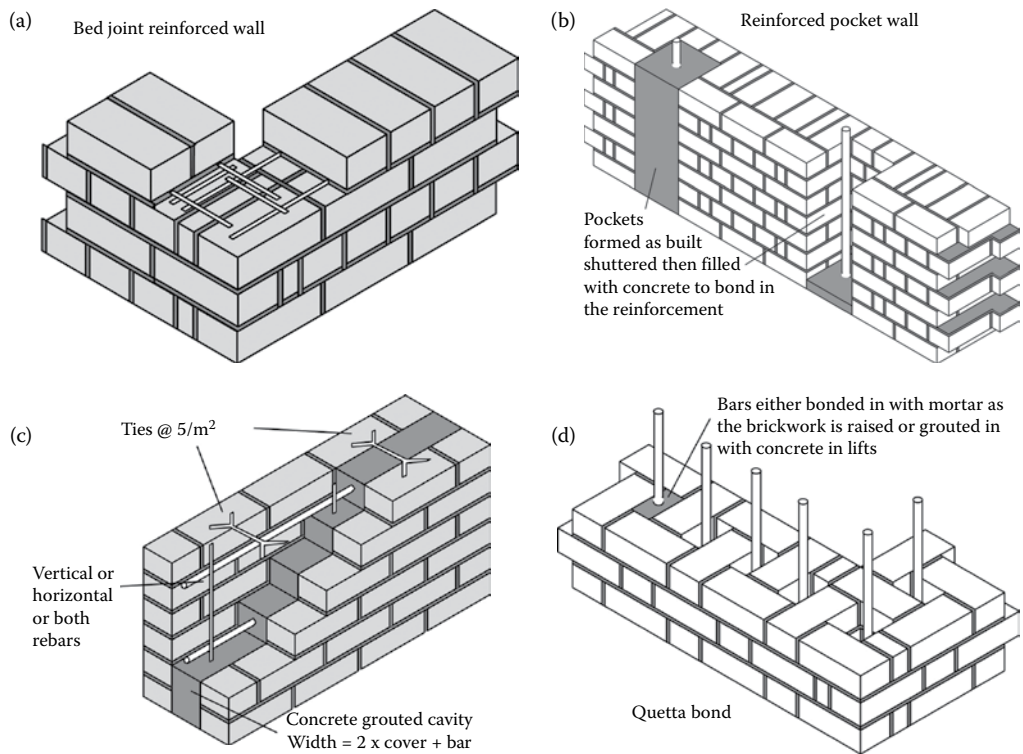 (a)
Bed joint reinforced wall
(b)
Reinforced pocket wall
Pockets
formed as built
shuttered then filled
with concrete to bond in
the reinforcement
(c)
Ties @ 5/m²
Vertical or
horizontal
or both
rebars
Concrete grouted cavity
Width = 2 x cover + bar
(d)
Bars either bonded in with mortar as
the brickwork is raised or grouted in
with concrete in lifts
Quetta bond